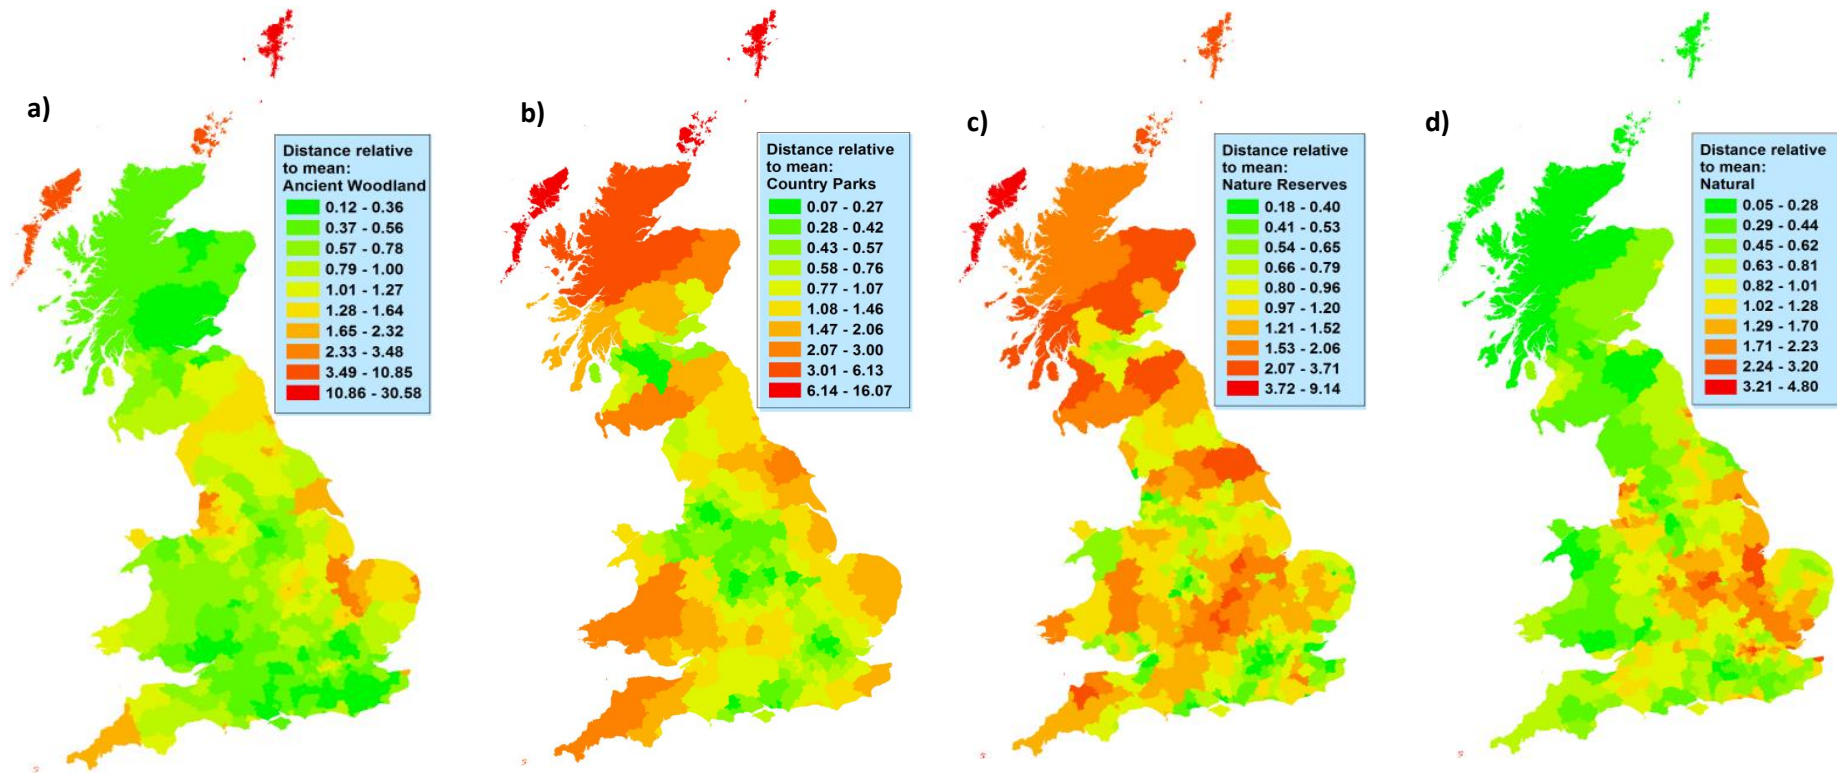 a)
Distance relative
to mean:
Ancient Woodland
0.12 - 0.36
0.37 - 0.56
0.57 - 0.78
0.79 - 1.00
1.01 - 1.27
1.28 - 1.64
1.65 - 2.32
2.33 - 3.48
3.49 - 10.85
10.86 - 30.58
b)
Distance relative
to mean:
Country Parks
0.07 - 0.27
0.28 - 0.42
0.43 - 0.57
0.58 - 0.76
0.77 - 1.07
1.08 - 1.46
1.47 - 2.06
2.07 - 3.00
3.01 - 6.13
6.14 - 16.07
c)
Distance relative
to mean:
Nature Reserves
0.18 - 0.40
0.41 - 0.53
0.54 - 0.65
0.66 - 0.79
0.80 - 0.96
0.97 - 1.20
1.21 - 1.52
1.53 - 2.06
2.07 - 3.71
3.72 - 9.14
d)
Distance relative
to mean:
Natural
0.05 - 0.28
0.29 - 0.44
0.45 - 0.62
0.63 - 0.81
0.82 - 1.01
1.02 - 1.28
1.29 - 1.70
1.71 - 2.23
2.24 - 3.20
3.21 - 4.80